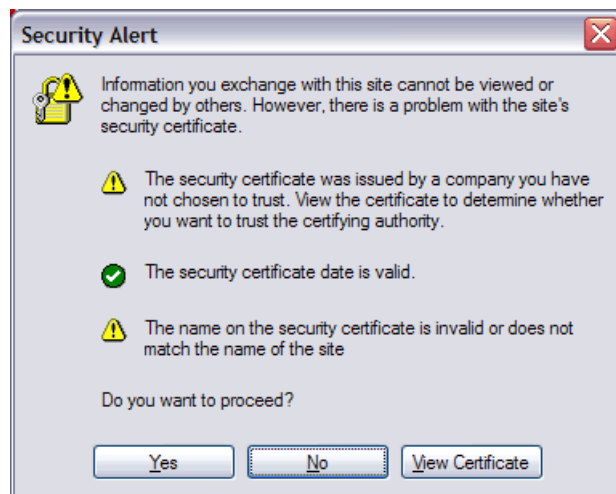 Security Alert
Information you exchange with this site cannot be viewed or
changed by others. However, there is a problem with the site's
security certificate.
The security certificate was issued by a company you have
not chosen to trust. View the certificate to determine whether
you want to trust the certifying authority.
The security certificate date is valid.
The name on the security certificate is invalid or does not
match the name of the site
Do you want to proceed?
Yes No View Certificate